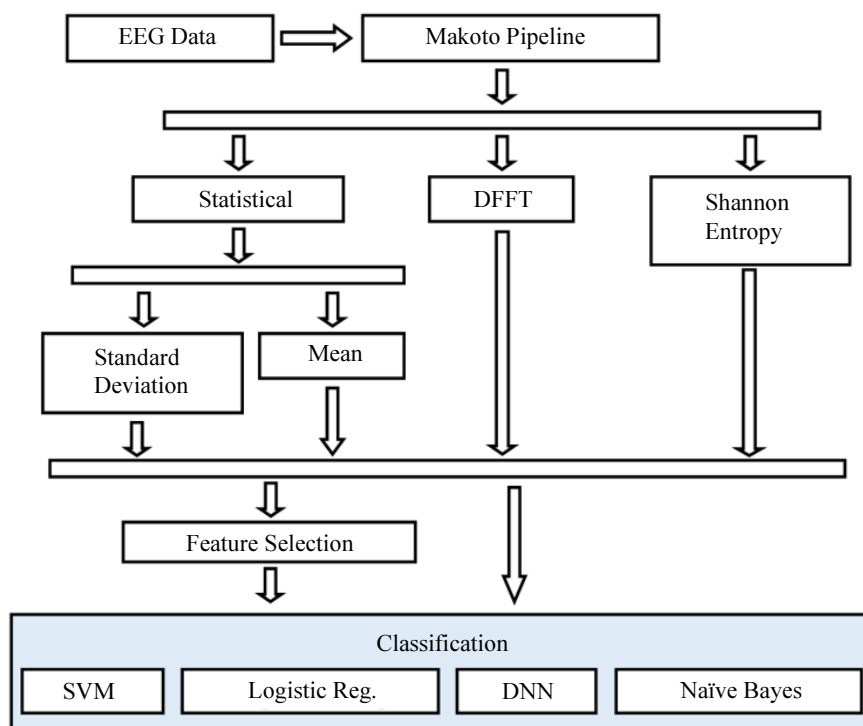 EEG Data
Makoto Pipeline
Statistical
DFFT
Shannon
Entropy
Standard
Deviation
Mean
Feature Selection
Classification
SVM
Logistic Reg.
DNN
Naïve Bayes